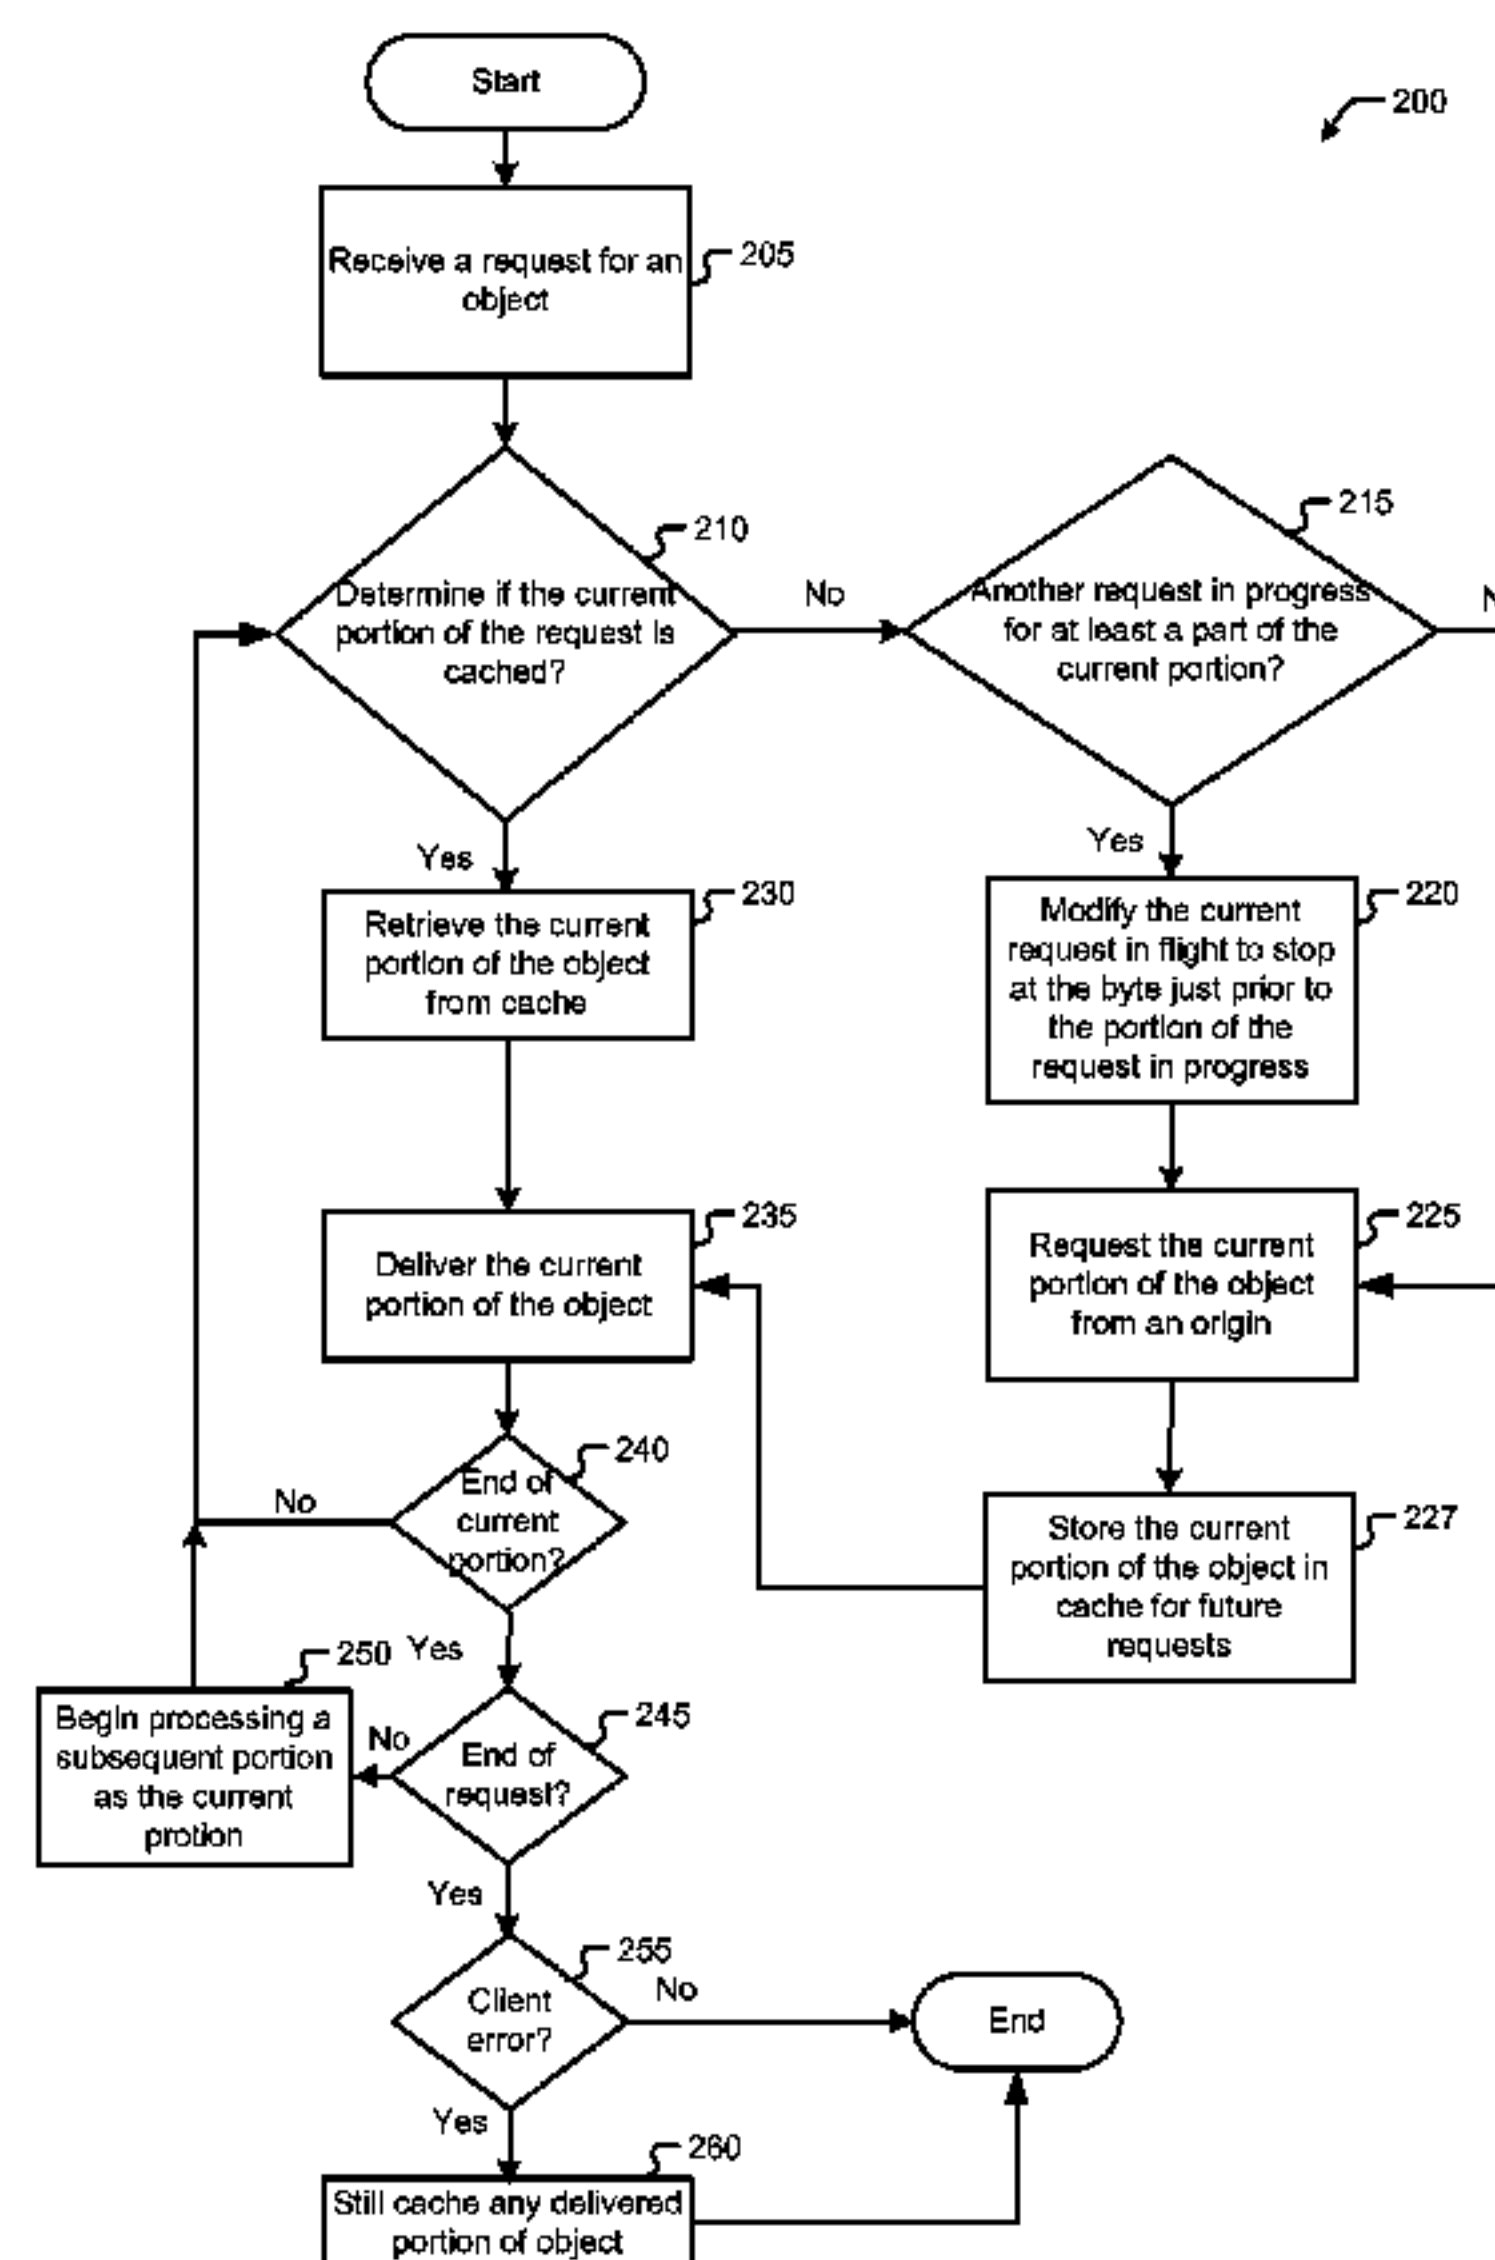 Start
200
Receive a request for an
object
205
210
Determine if the current
portion of the request is
cached?
No
215
Another request in progress
for at least a part of the
current portion?
Yes
230
Retrieve the current
portion of the object
from cache
Yes
220
Modify the current
request in flight to stop
at the byte just prior to
the portion of the
request in progress
235
Deliver the current
portion of the object
225
Request the current
portion of the object
from an origin
240
End of
current
portion?
No
227
Store the current
portion of the object in
cache for future
requests
250
Yes
Begin processing a
subsequent portion
as the current
protion
No
245
End of
request?
Yes
255
Client
error?
No
End
Yes
260
Still cache any delivered
portion of object